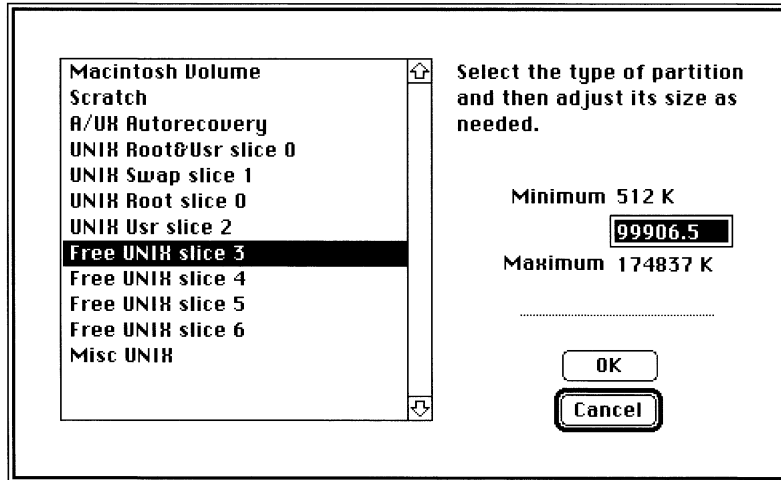 Macintosh Volume
Scratch
A/UX Autorecovery
UNIX Root&Usr slice 0
UNIX Swap slice 1
UNIX Root slice 0
UNIX Usr slice 2
Free UNIX slice 3
Free UNIX slice 4
Free UNIX slice 5
Free UNIX slice 6
Misc UNIX
Select the type of partition
and then adjust its size as
needed.
Minimum 512 K
99906.5
Maximum 174837 K
OK
Cancel